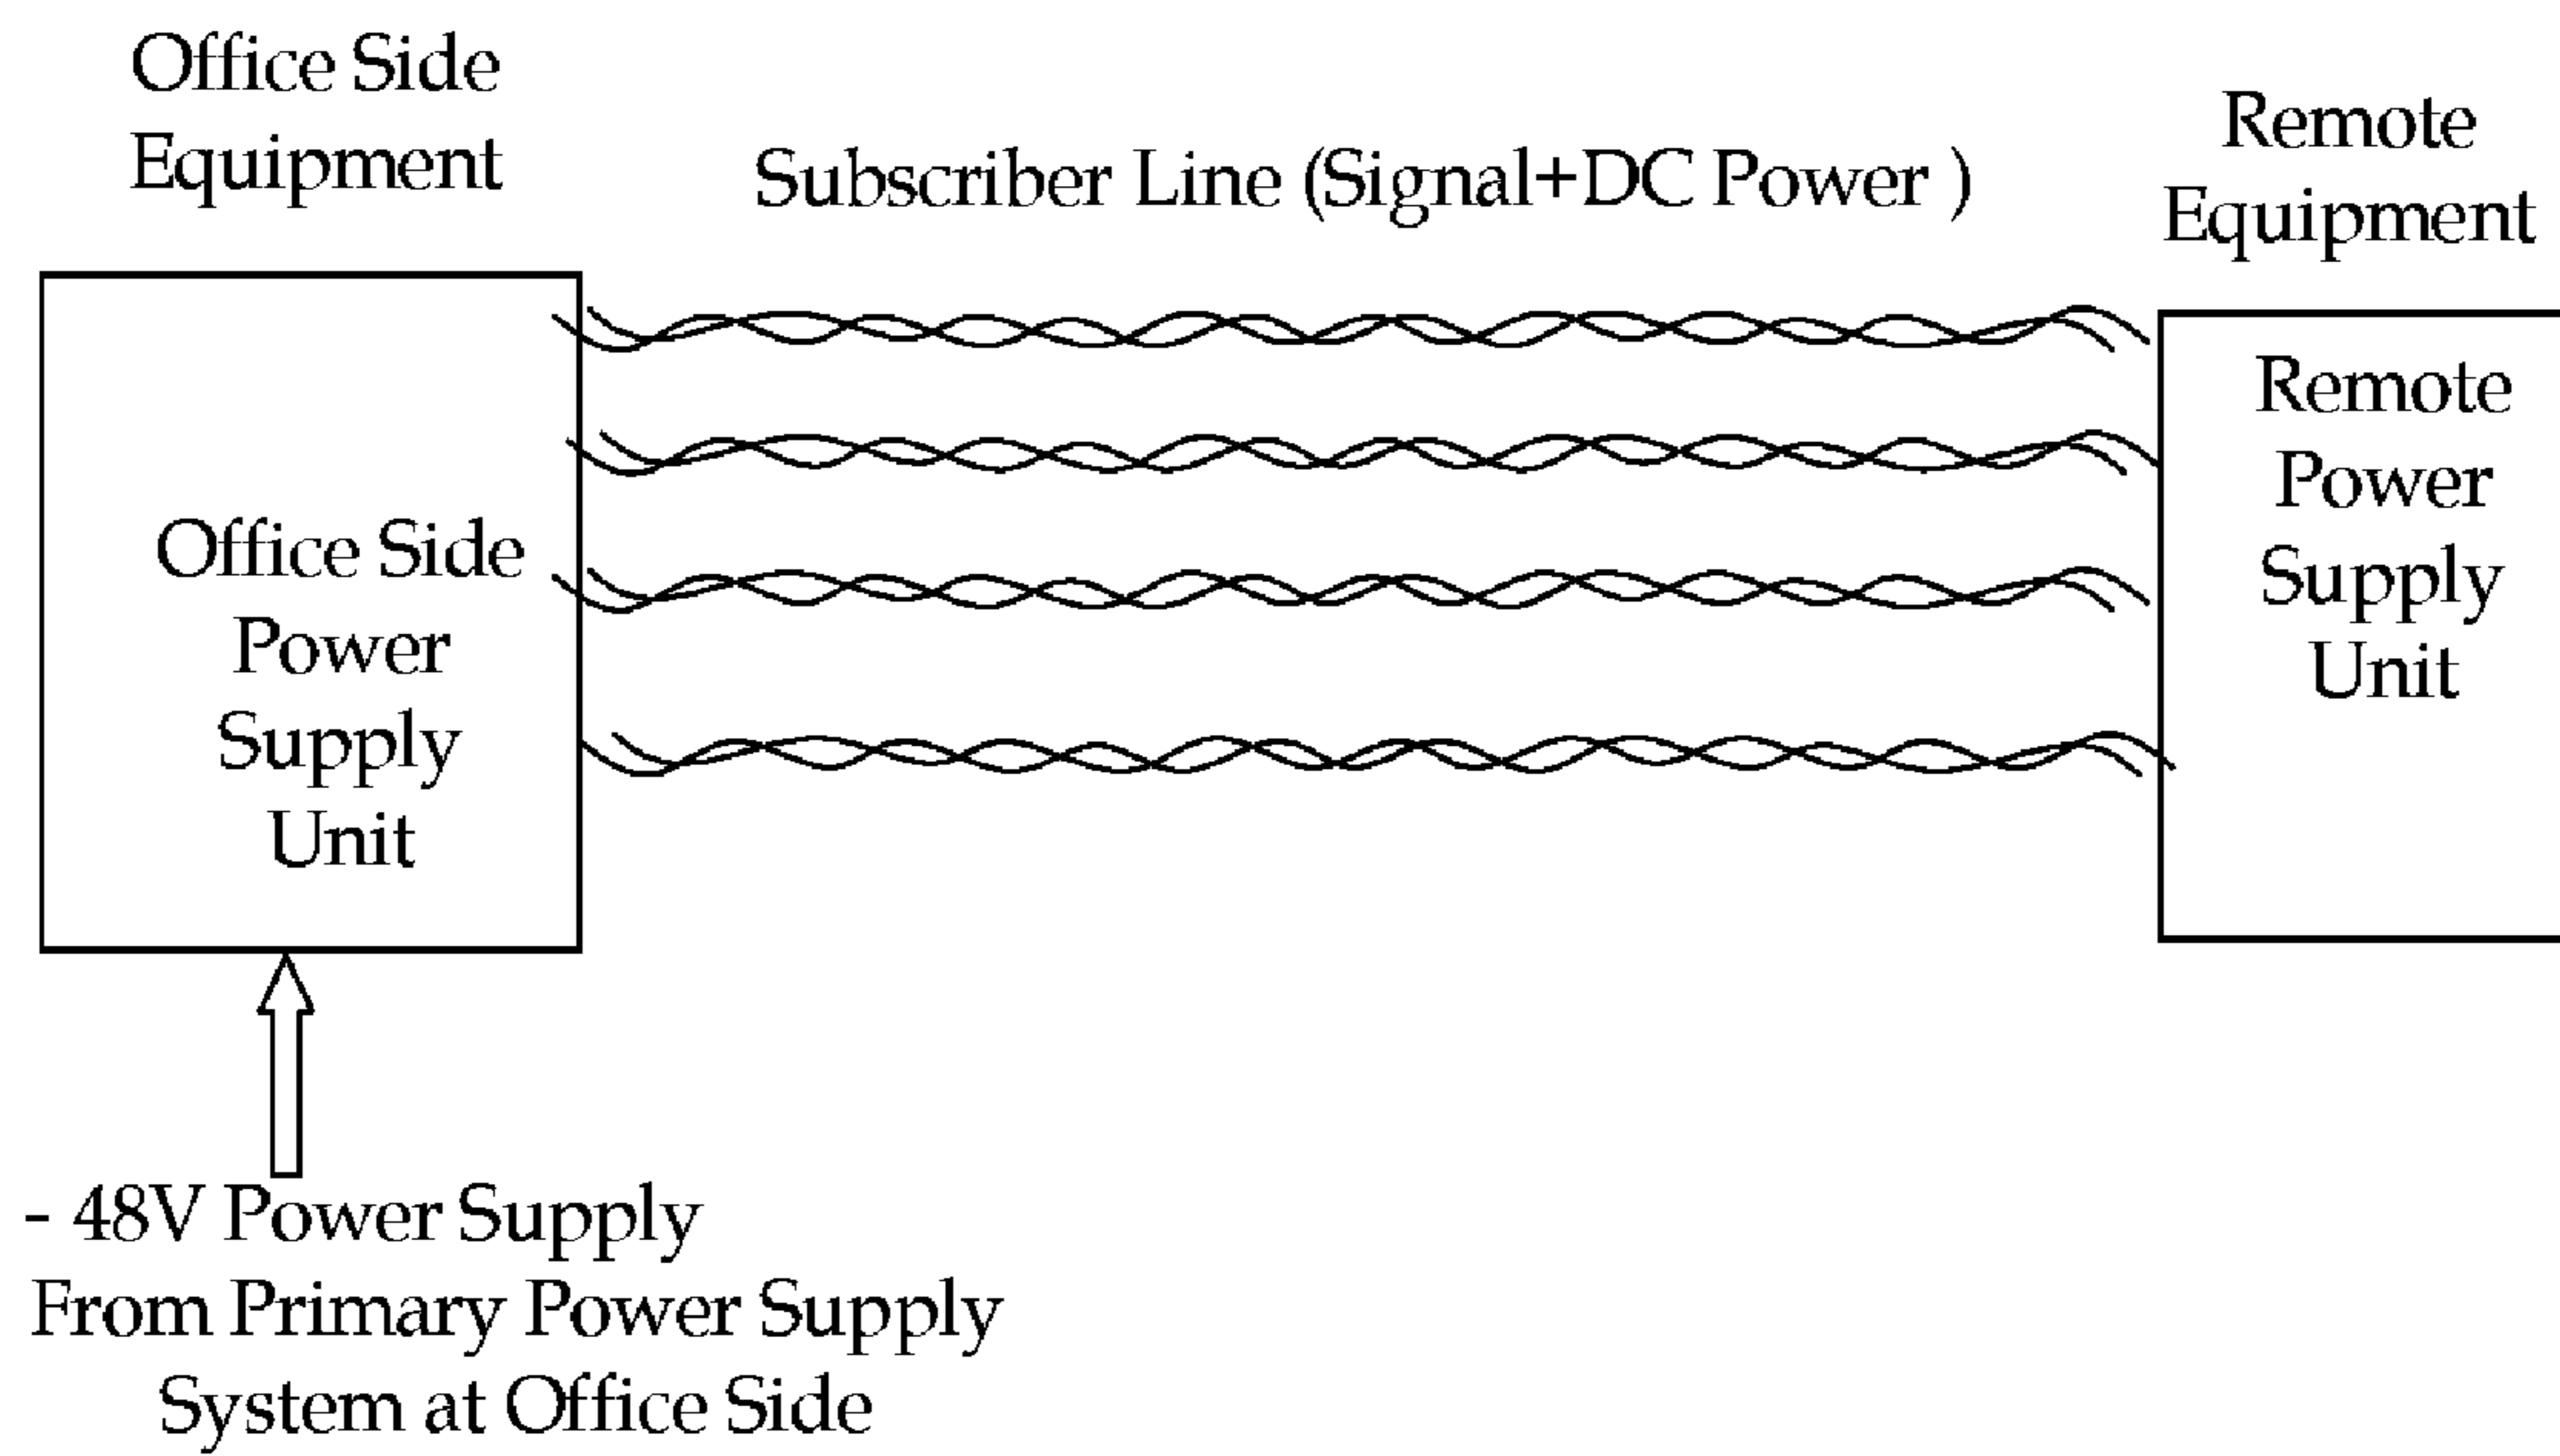 Office Side
Equipment
Subscriber Line (Signal+DC Power )
Remote
Equipment
Office Side
Power
Supply
Unit
Remote
Power
Supply
Unit
- 48V Power Supply
From Primary Power Supply
System at Office Side